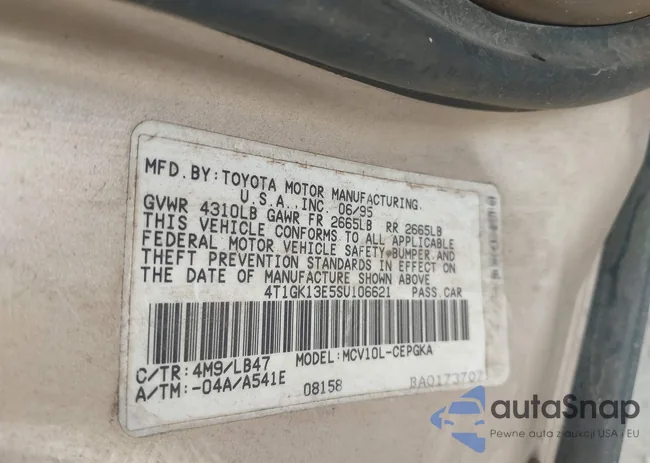 MFD. BY: TOYOTA MOTOR MANUFACTURING.
U.S.A., INC. 06/95
GVWR 4310LB GAWR FR 2665LB RR 2665LB
THIS VEHICLE CONFORMS TO ALL APPLICABLE
FEDERAL MOTOR VEHICLE SAFETY BUMPER, AND
THEFT PREVENTION STANDARDS IN EFFECT ON
THE DATE OF MANUFACTURE SHOWN ABOVE
4T1GK13E5SU106621 PASS.CAR
C/TR: 4M9/LB47 MODEL: MCV10L-CEPGKA
A/TM: -04A/A541E 08158 BA0173707
autaSnap
Pewne auta z aukcji USA - EU